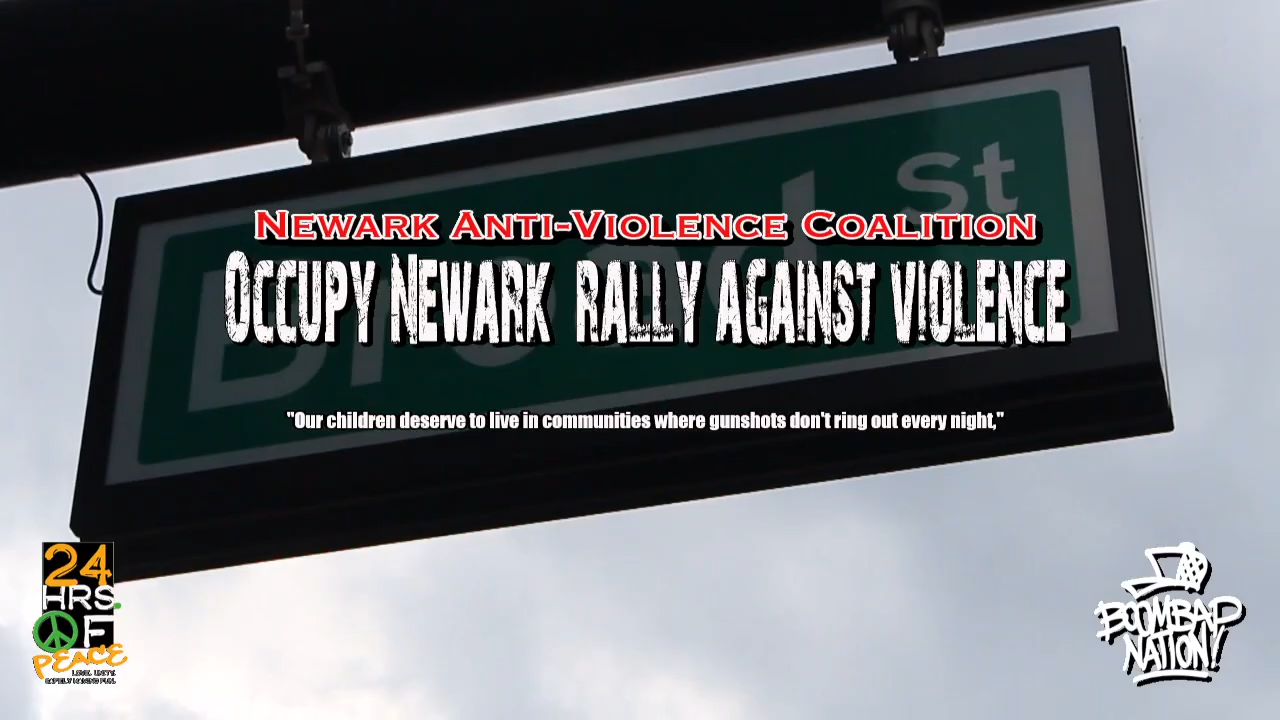 Broad St
Newark Anti-Violence Coalition
Occupy Newark rally against violence
"Our children deserve to live in communities where gunshots don't ring out every night,"
24
HRS.
OF
PEACE
BOOMBAP
NATION!